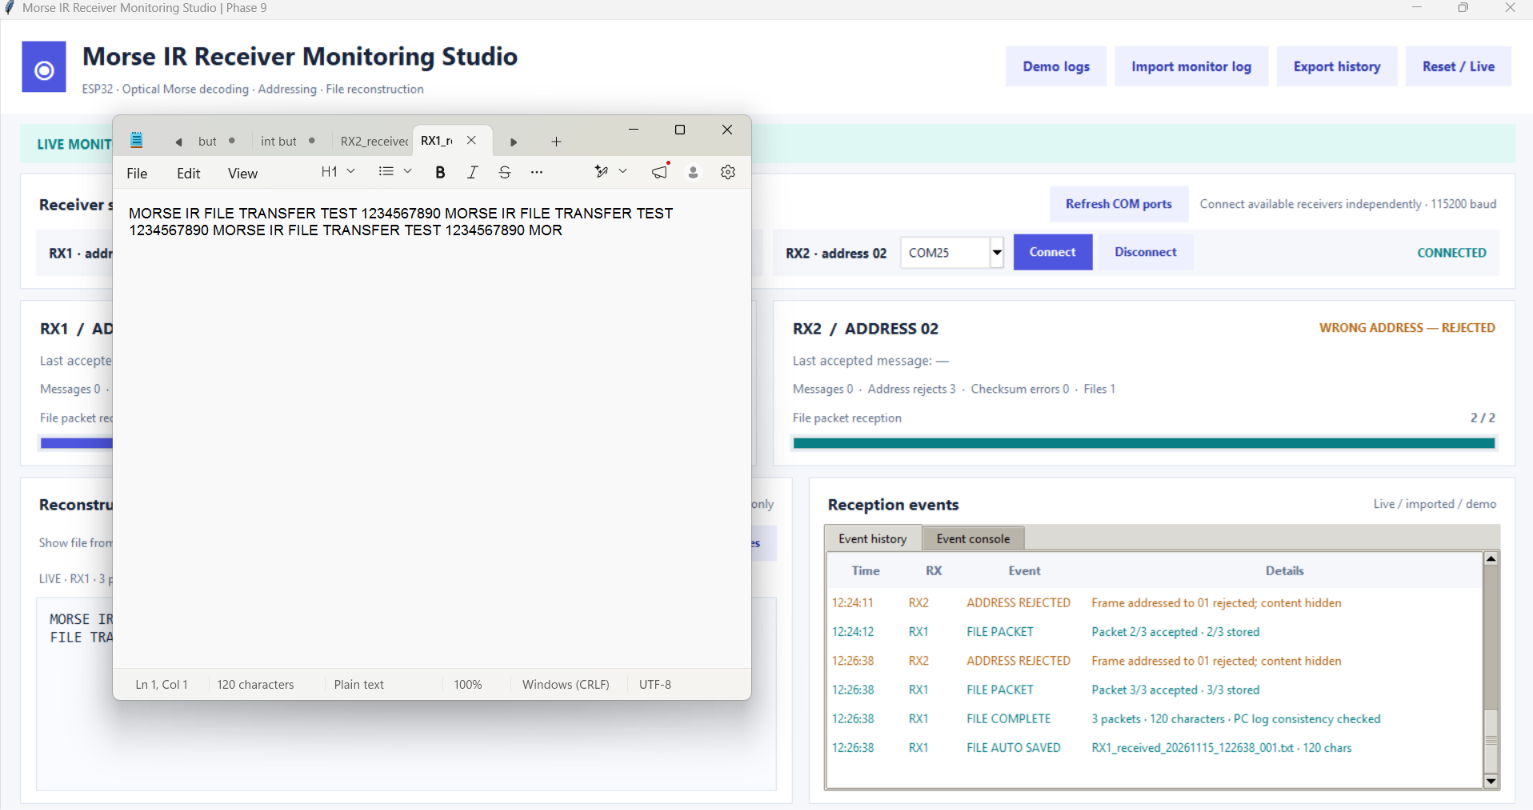 Morse IR Receiver Monitoring Studio | Phase 9
Morse IR Receiver Monitoring Studio
ESP32 · Optical Morse decoding · Addressing · File reconstruction
Demo logs
Import monitor log
Export history
Reset / Live
LIVE MONIT
but
int but
RX2_received
RX1_r
File
Edit
View
H1
B
I
S
MORSE IR FILE TRANSFER TEST 1234567890 MORSE IR FILE TRANSFER TEST
1234567890 MORSE IR FILE TRANSFER TEST 1234567890 MOR
Ln 1, Col 1
120 characters
Plain text
100%
Windows (CRLF)
UTF-8
Receiver s
Refresh COM ports
Connect available receivers independently · 115200 baud
RX1 · addr
RX2 · address 02
COM25
Connect
Disconnect
CONNECTED
RX1 / AD
Last accepte
Messages 0 ·
File packet rec
RX2 / ADDRESS 02
WRONG ADDRESS — REJECTED
Last accepted message: —
Messages 0 · Address rejects 3 · Checksum errors 0 · Files 1
File packet reception
2 / 2
Reconstru
only
Show file from
es
LIVE · RX1 · 3 p
MORSE IR
FILE TRA
Reception events
Live / imported / demo
Event history
Event console
Time RX Event Details
12:24:11 RX2 ADDRESS REJECTED Frame addressed to 01 rejected; content hidden
12:24:12 RX1 FILE PACKET Packet 2/3 accepted · 2/3 stored
12:26:38 RX2 ADDRESS REJECTED Frame addressed to 01 rejected; content hidden
12:26:38 RX1 FILE PACKET Packet 3/3 accepted · 3/3 stored
12:26:38 RX1 FILE COMPLETE 3 packets · 120 characters · PC log consistency checked
12:26:38 RX1 FILE AUTO SAVED RX1_received_20261115_122638_001.txt · 120 chars